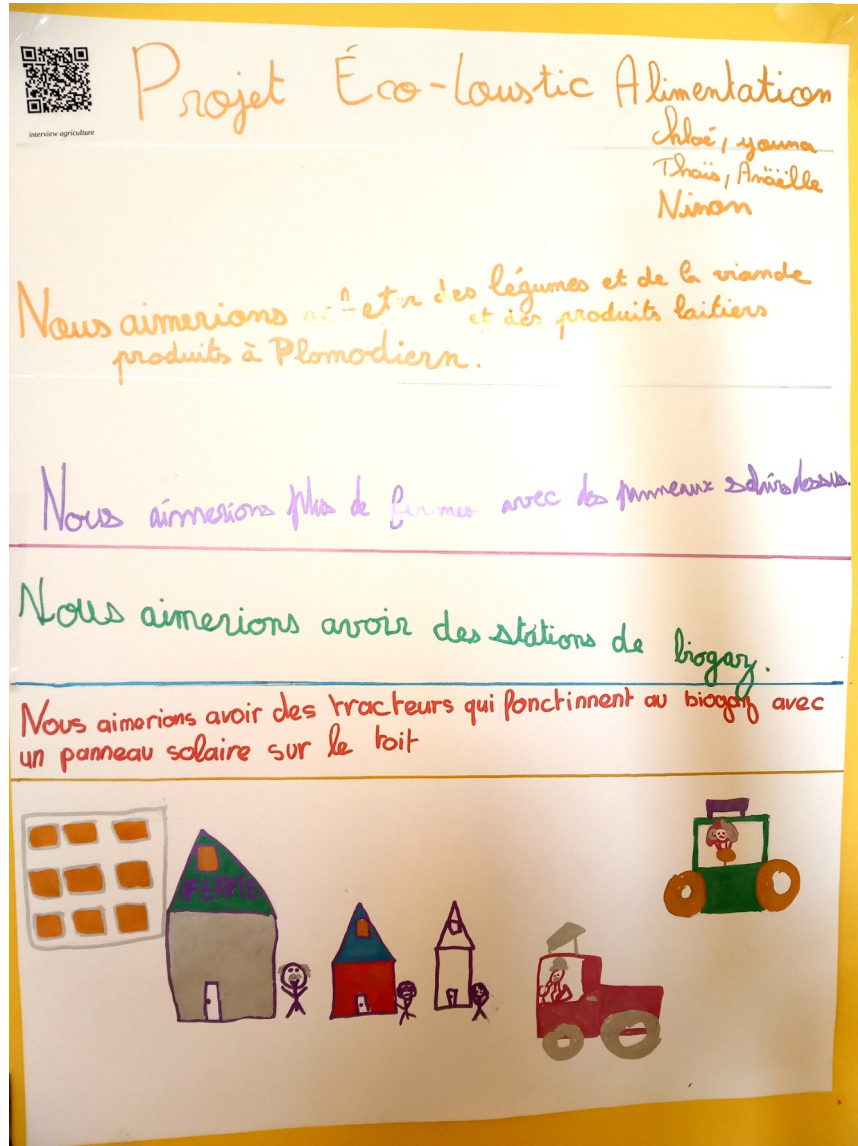 Projet Éco-Loustic Alimentation
interview agriculture
chloé, youna
Thaïs, Anaëlle
Ninon
Nous aimerions acheter des légumes et de la viande
et des produits laitiers
produits à Plomodiern.
Nous aimerions plus de fermes avec des panneaux dessus.
Nous aimerions avoir des stations de biogaz.
Nous aimerions avoir des tracteurs qui fonctinnent au biogaz avec
un panneau solaire sur le toit
FERME